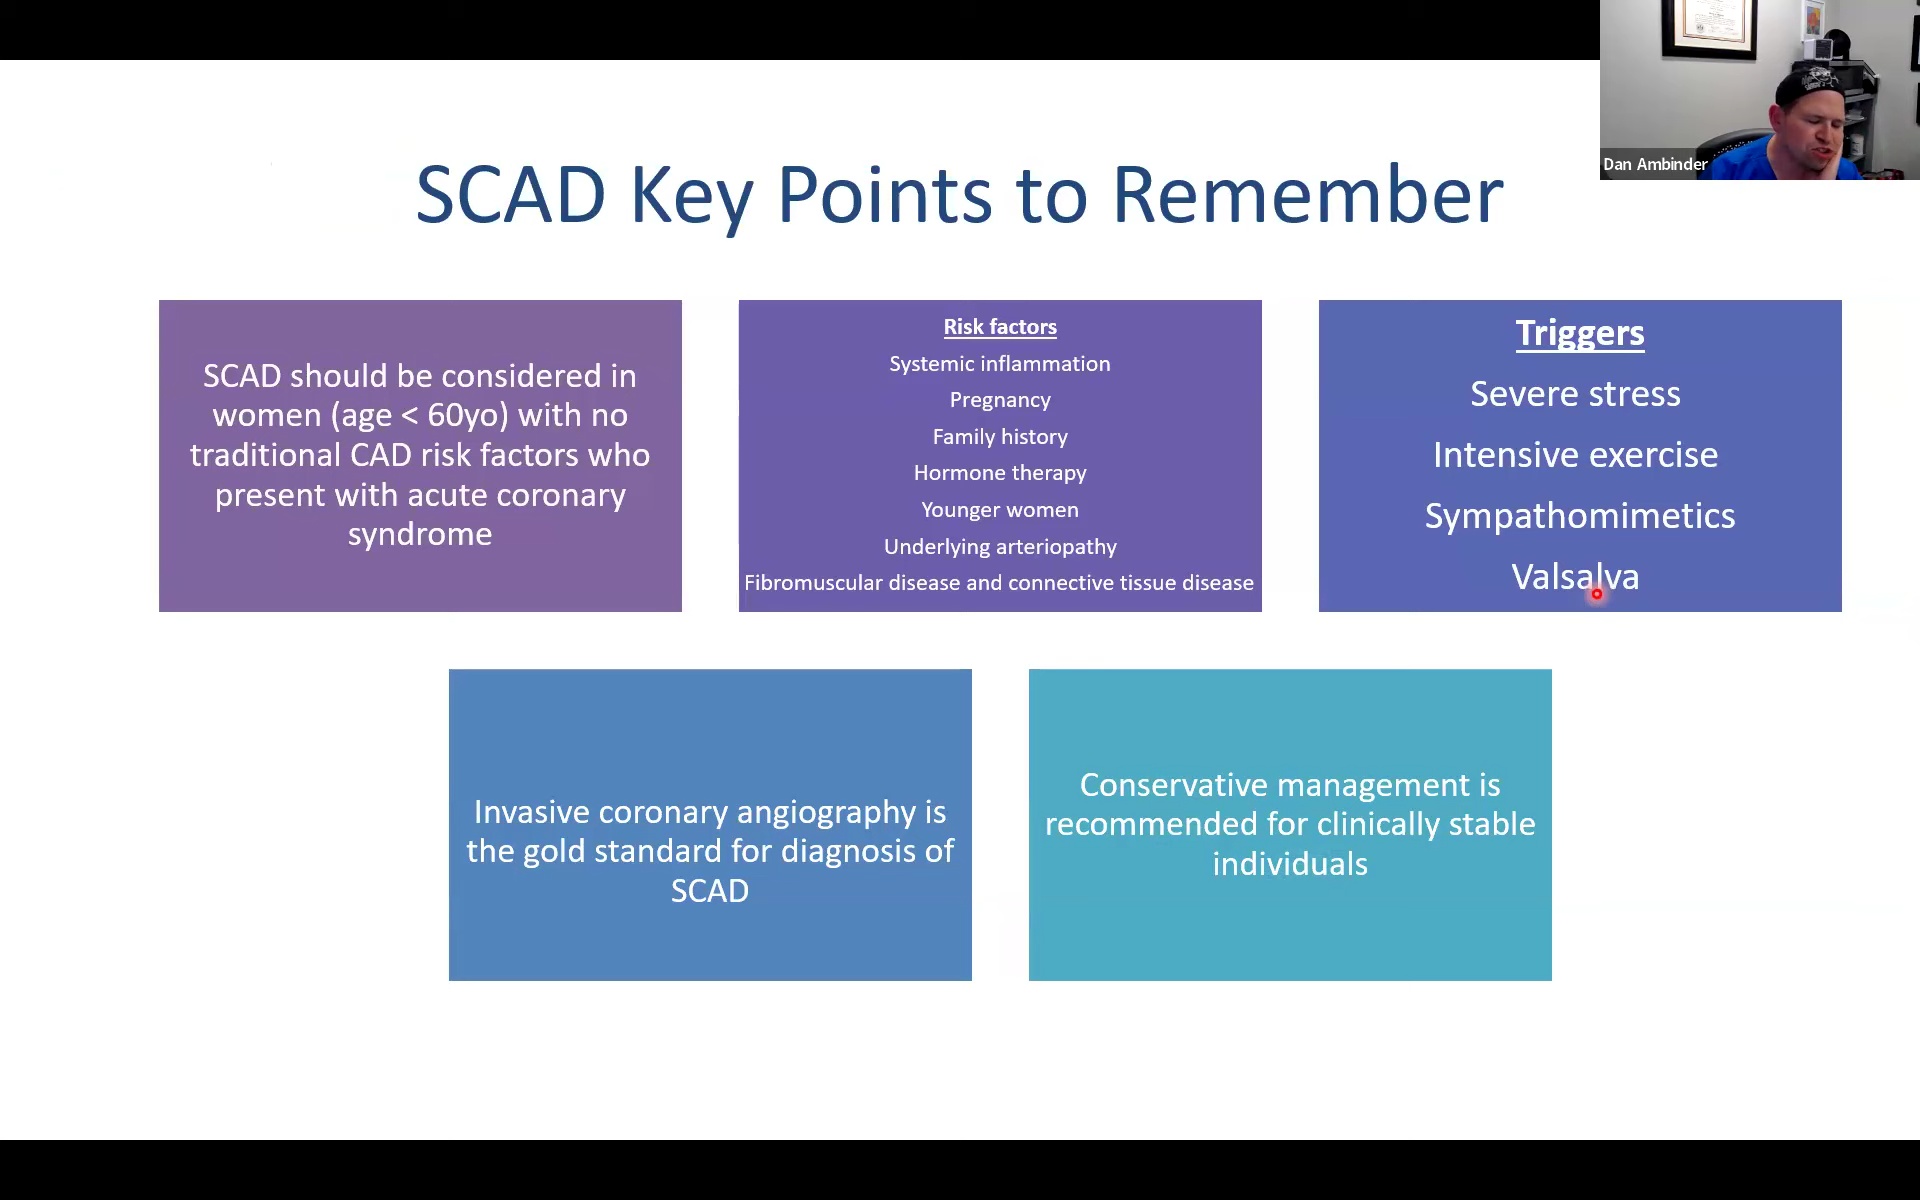 Dan Ambinder
SCAD Key Points to Remember
SCAD should be considered in
women (age < 60yo) with no
traditional CAD risk factors who
present with acute coronary
syndrome
Risk factors
Systemic inflammation
Pregnancy
Family history
Hormone therapy
Younger women
Underlying arteriopathy
Fibromuscular disease and connective tissue disease
Triggers
Severe stress
Intensive exercise
Sympathomimetics
Valsalva
Invasive coronary angiography is
the gold standard for diagnosis of
SCAD
Conservative management is
recommended for clinically stable
individuals